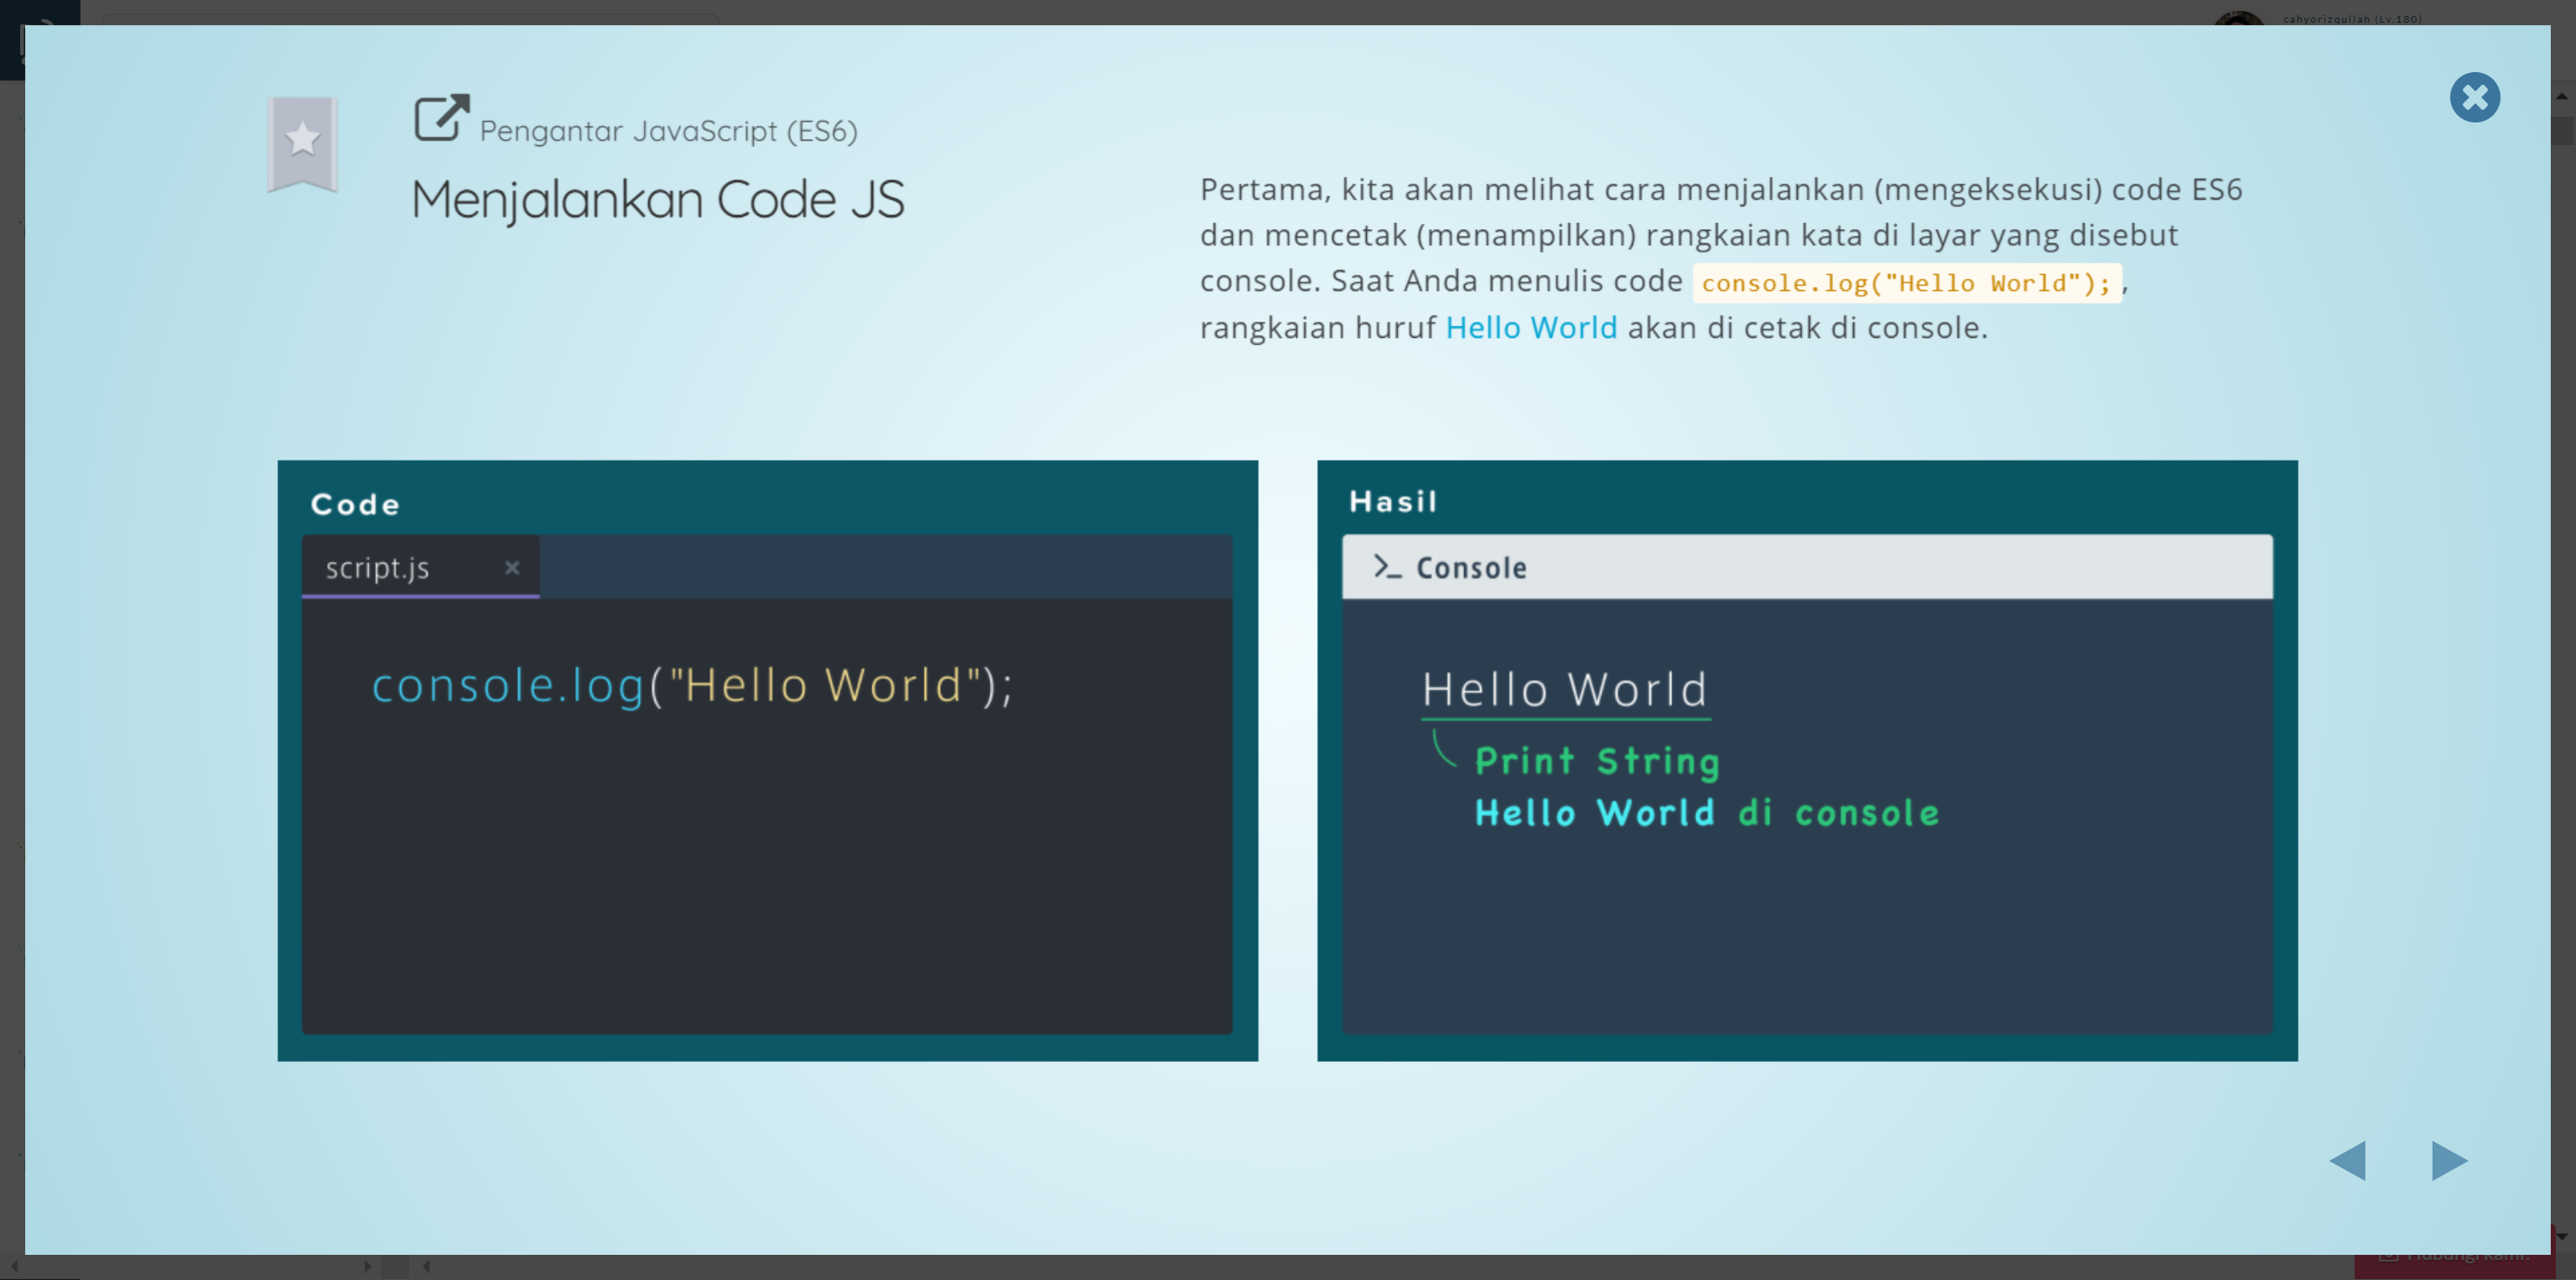 cahyorizqullah (Lv.180)
Pengantar JavaScript (ES6)
Menjalankan Code JS
Pertama, kita akan melihat cara menjalankan (mengeksekusi) code ES6
dan mencetak (menampilkan) rangkaian kata di layar yang disebut
console. Saat Anda menulis code console.log("Hello World"); ,
rangkaian huruf Hello World akan di cetak di console.
Code
script.js
console.log("Hello World");
Hasil
>_ Console
Hello World
Print String
Hello World di console